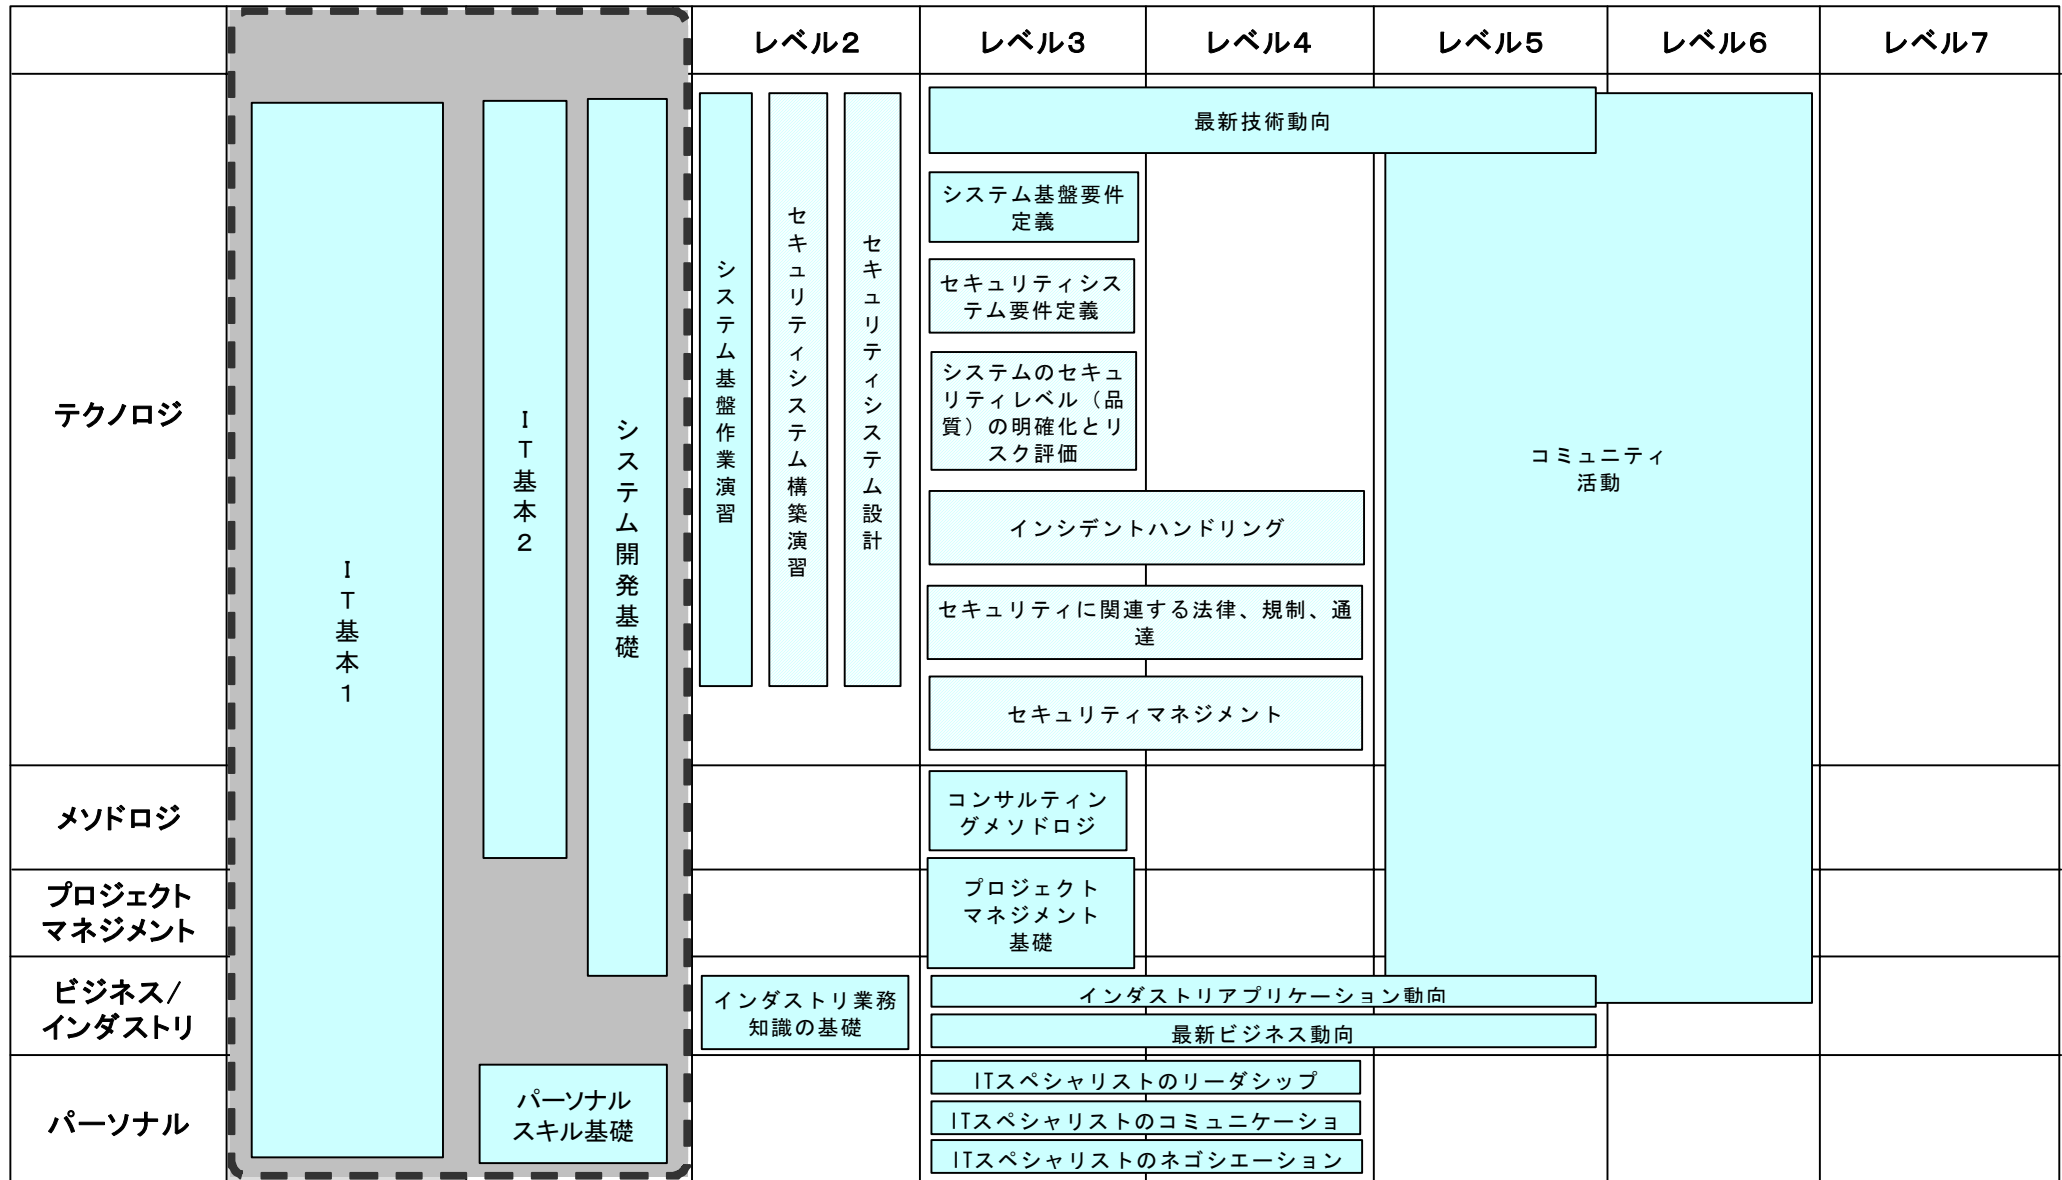 レベル2
レベル3
レベル4
レベル5
レベル6
レベル7
テクノロジ
IT基本1
IT基本2
システム開発基礎
システム基盤作業演習
セキュリティシステム構築演習
セキュリティシステム設計
最新技術動向
システム基盤要件
定義
セキュリティシス
テム要件定義
システムのセキュ
リティレベル（品
質）の明確化とリ
スク評価
インシデントハンドリング
セキュリティに関連する法律、規制、通
達
セキュリティマネジメント
コミュニティ
活動
メソドロジ
コンサルティン
グメソドロジ
プロジェクト
マネジメント
プロジェクト
マネジメント
基礎
ビジネス/
インダストリ
インダストリ業務
知識の基礎
インダストリアプリケーション動向
最新ビジネス動向
パーソナル
パーソナル
スキル基礎
ITスペシャリストのリーダシップ
ITスペシャリストのコミュニケーショ
ITスペシャリストのネゴシエーション